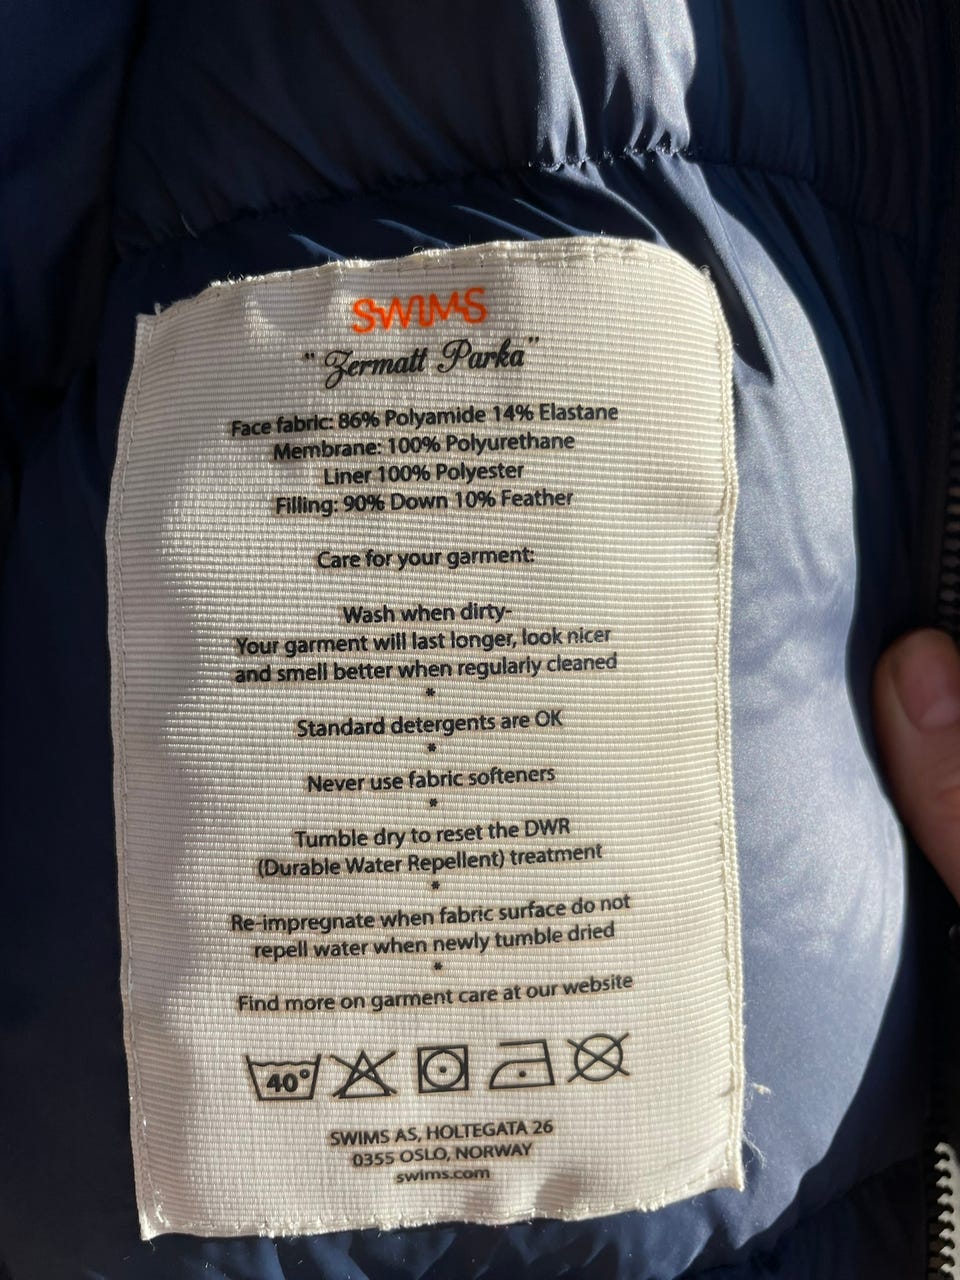 SWIMS
"Zermatt Parka"
Face fabric: 86% Polyamide 14% Elastane
Membrane: 100% Polyurethane
Liner 100% Polyester
Filling: 90% Down 10% Feather
Care for your garment:
Wash when dirty-
Your garment will last longer, look nicer
and smell better when regularly cleaned
*
Standard detergents are OK
*
Never use fabric softeners
*
Tumble dry to reset the DWR
(Durable Water Repellent) treatment
*
Re-impregnate when fabric surface do not
repell water when newly tumble dried
*
Find more on garment care at our website
40°
SWIMS AS, HOLTEGATA 26
0355 OSLO, NORWAY
swims.com